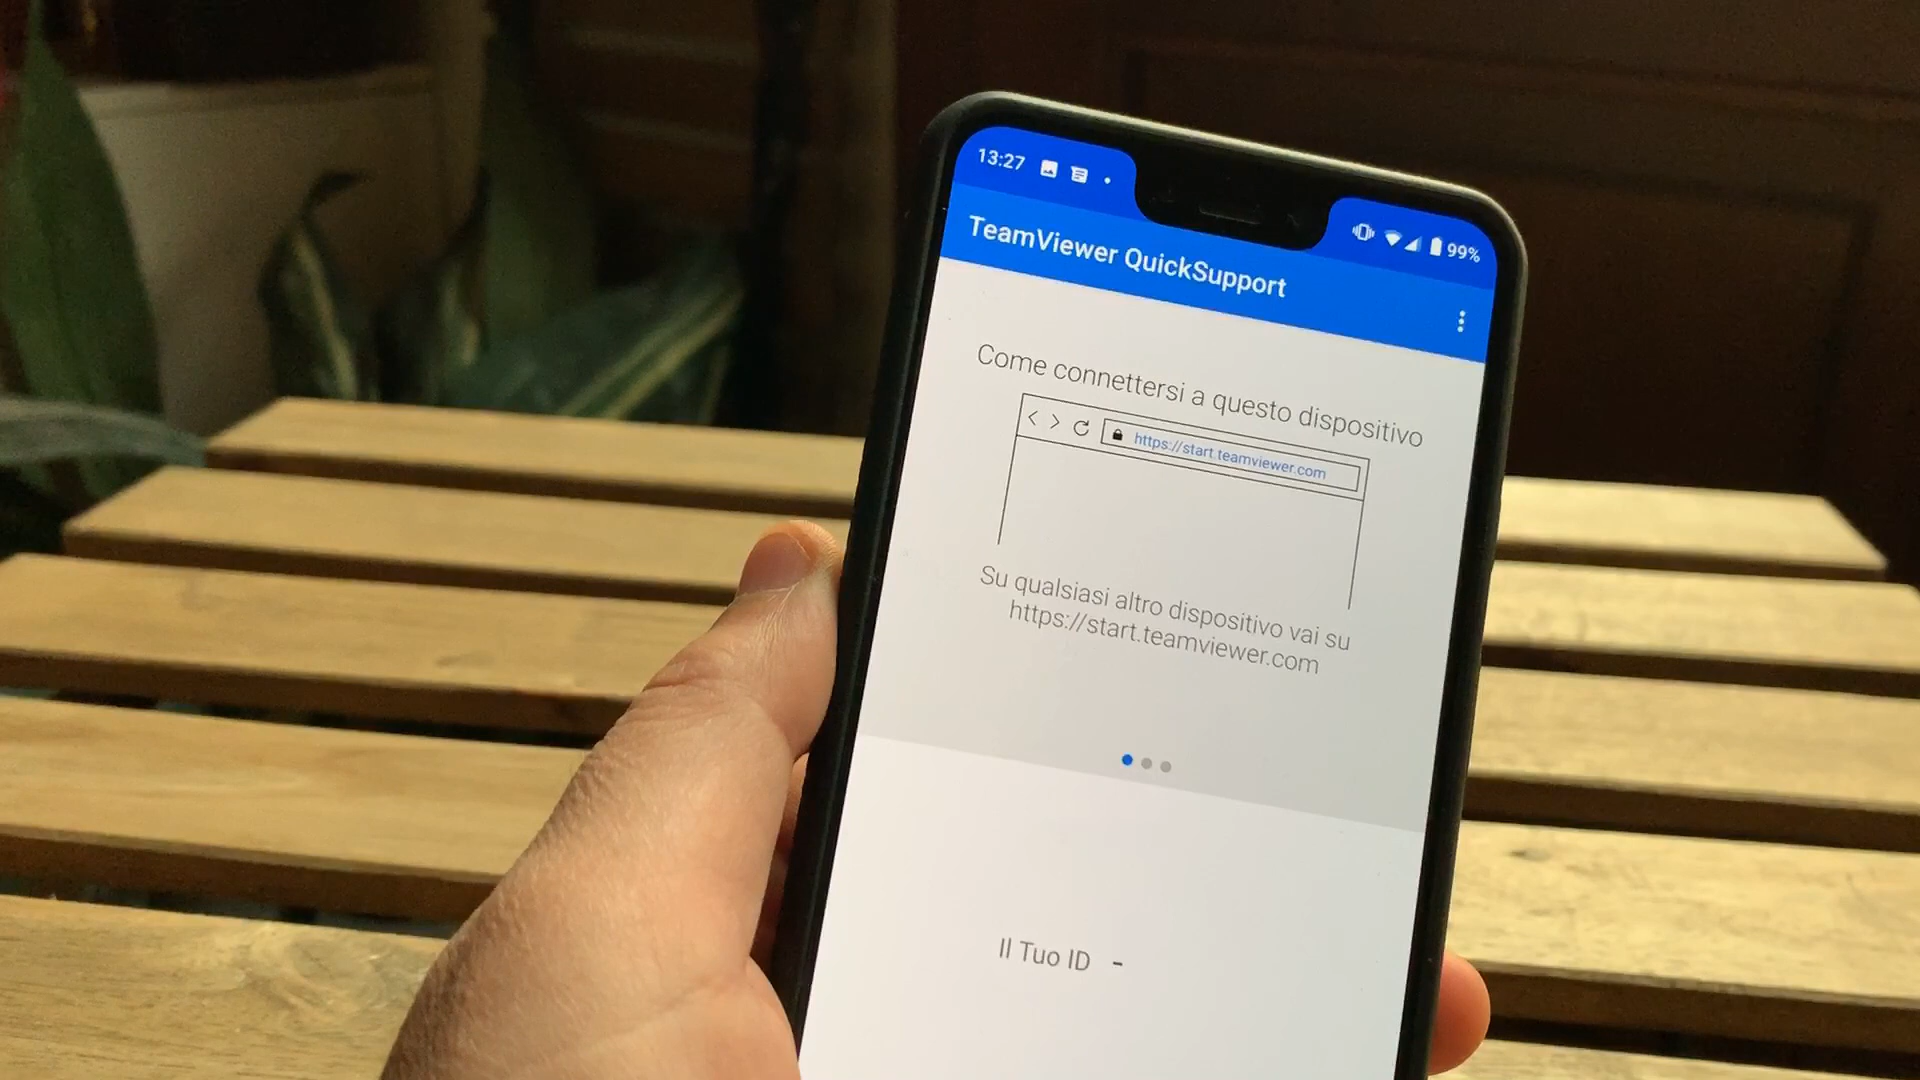 13:27
99%
TeamViewer QuickSupport
Come connettersi a questo dispositivo
https://start.teamviewer.com
Su qualsiasi altro dispositivo vai su
https://start.teamviewer.com
Il Tuo ID -